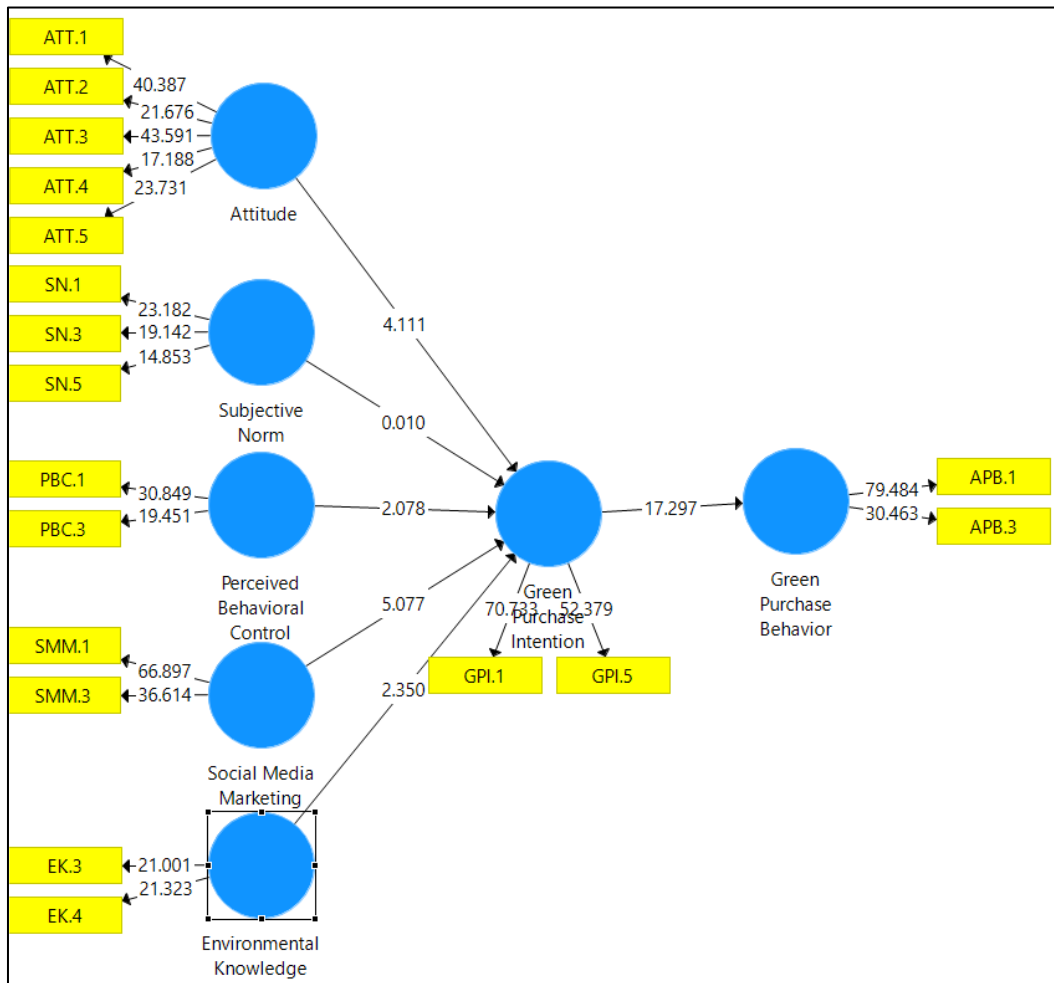 ATT.1
40.387
ATT.2
21.676
ATT.3
43.591
17.188
ATT.4
23.731
ATT.5
Attitude
4.111
SN.1
23.182
SN.3
19.142
14.853
SN.5
Subjective
Norm
0.010
PBC.1
30.849
PBC.3
19.451
Perceived
Behavioral
Control
2.078
SMM.1
66.897
SMM.3
36.614
Social Media
Marketing
5.077
EK.3
21.001
21.323
EK.4
Environmental
Knowledge
2.350
Green
Purchase
Intention
70.733
52.379
GPI.1
GPI.5
17.297
Green
Purchase
Behavior
79.484
APB.1
30.463
APB.3